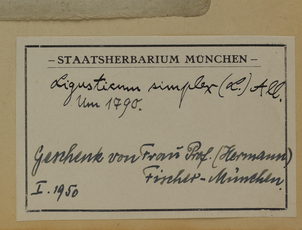 – STAATSHERBARIUM MÜNCHEN –
Ligusticum simplex (L.) All.
Um 1790.
Geschenk von Frau Prof. (Hermann)
Fischer - München.
I. 1950